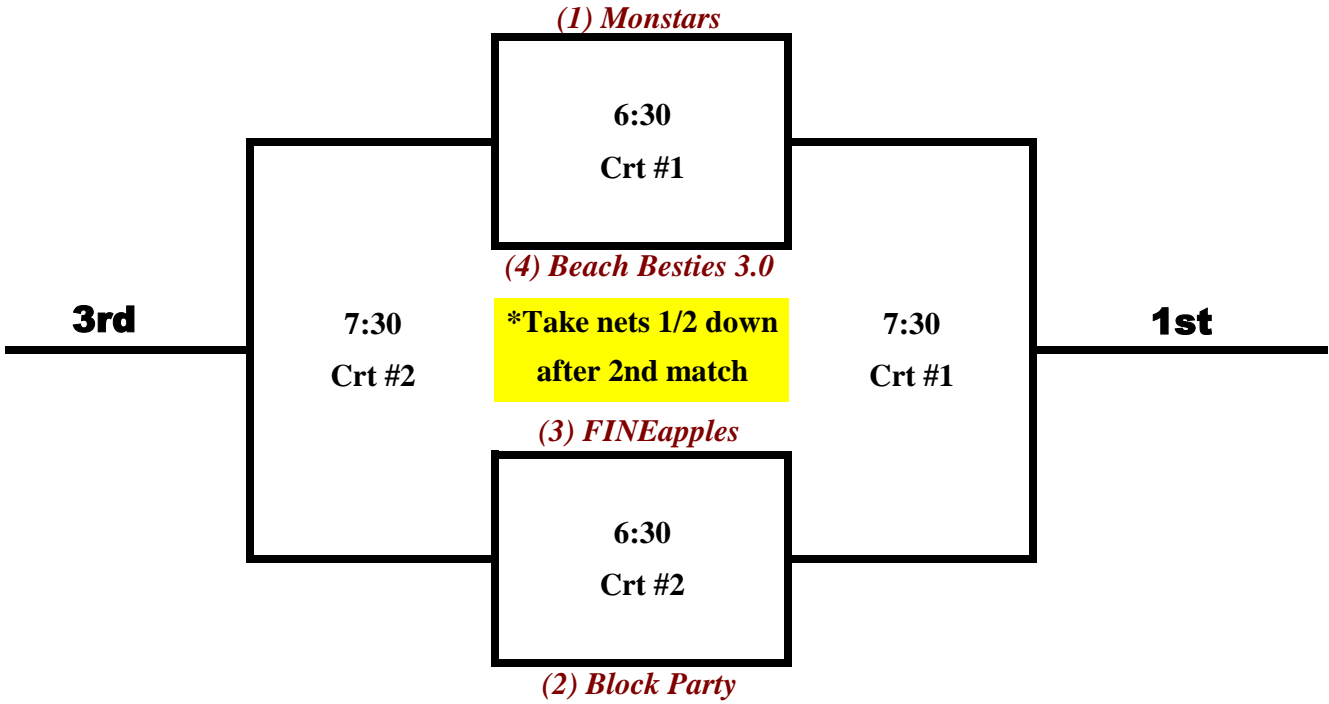 (1) Monstars
6:30
Crt #1
(4) Beach Besties 3.0
3rd
7:30
Crt #2
*Take nets 1/2 down
after 2nd match
7:30
Crt #1
1st
(3) FINEapples
6:30
Crt #2
(2) Block Party